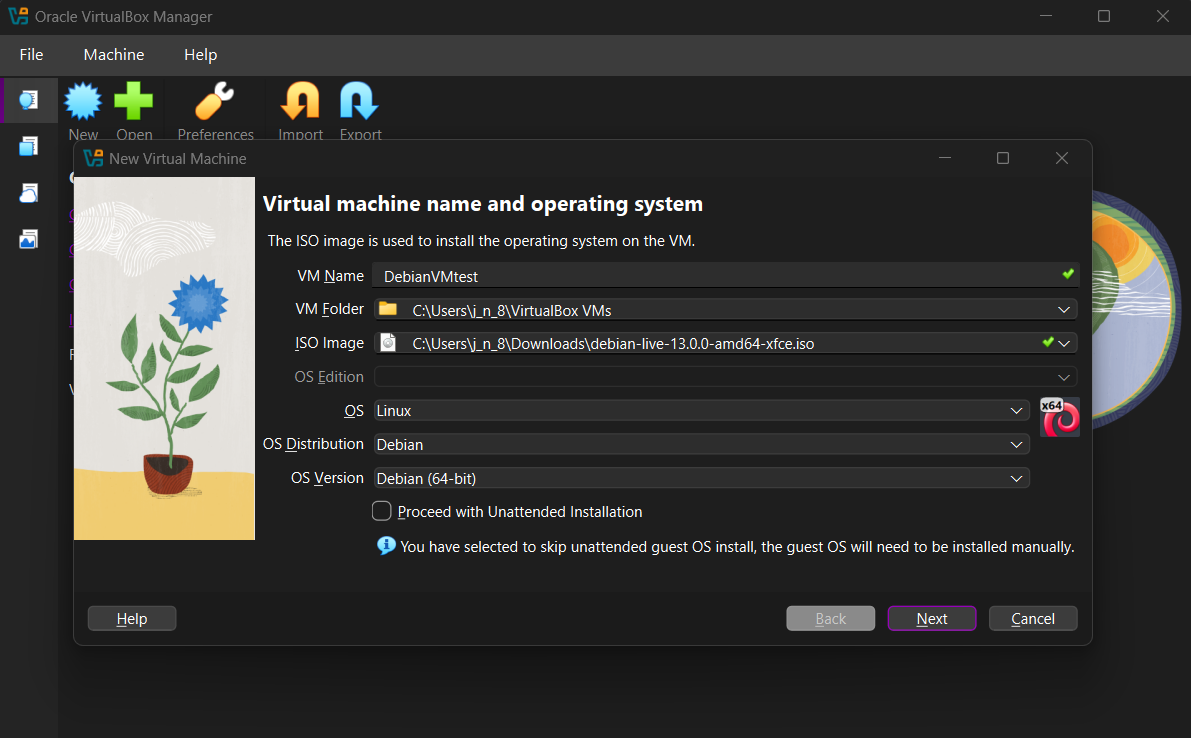 Oracle VirtualBox Manager
File Machine Help
New Open Preferences Import Export
New Virtual Machine
Virtual machine name and operating system
The ISO image is used to install the operating system on the VM.
VM Name DebianVMtest
VM Folder C:\Users\j_n_8\VirtualBox VMs
ISO Image C:\Users\j_n_8\Downloads\debian-live-13.0.0-amd64-xfce.iso
OS Edition
OS Linux
x64
OS Distribution Debian
OS Version Debian (64-bit)
Proceed with Unattended Installation
You have selected to skip unattended guest OS install, the guest OS will need to be installed manually.
Help Back Next Cancel